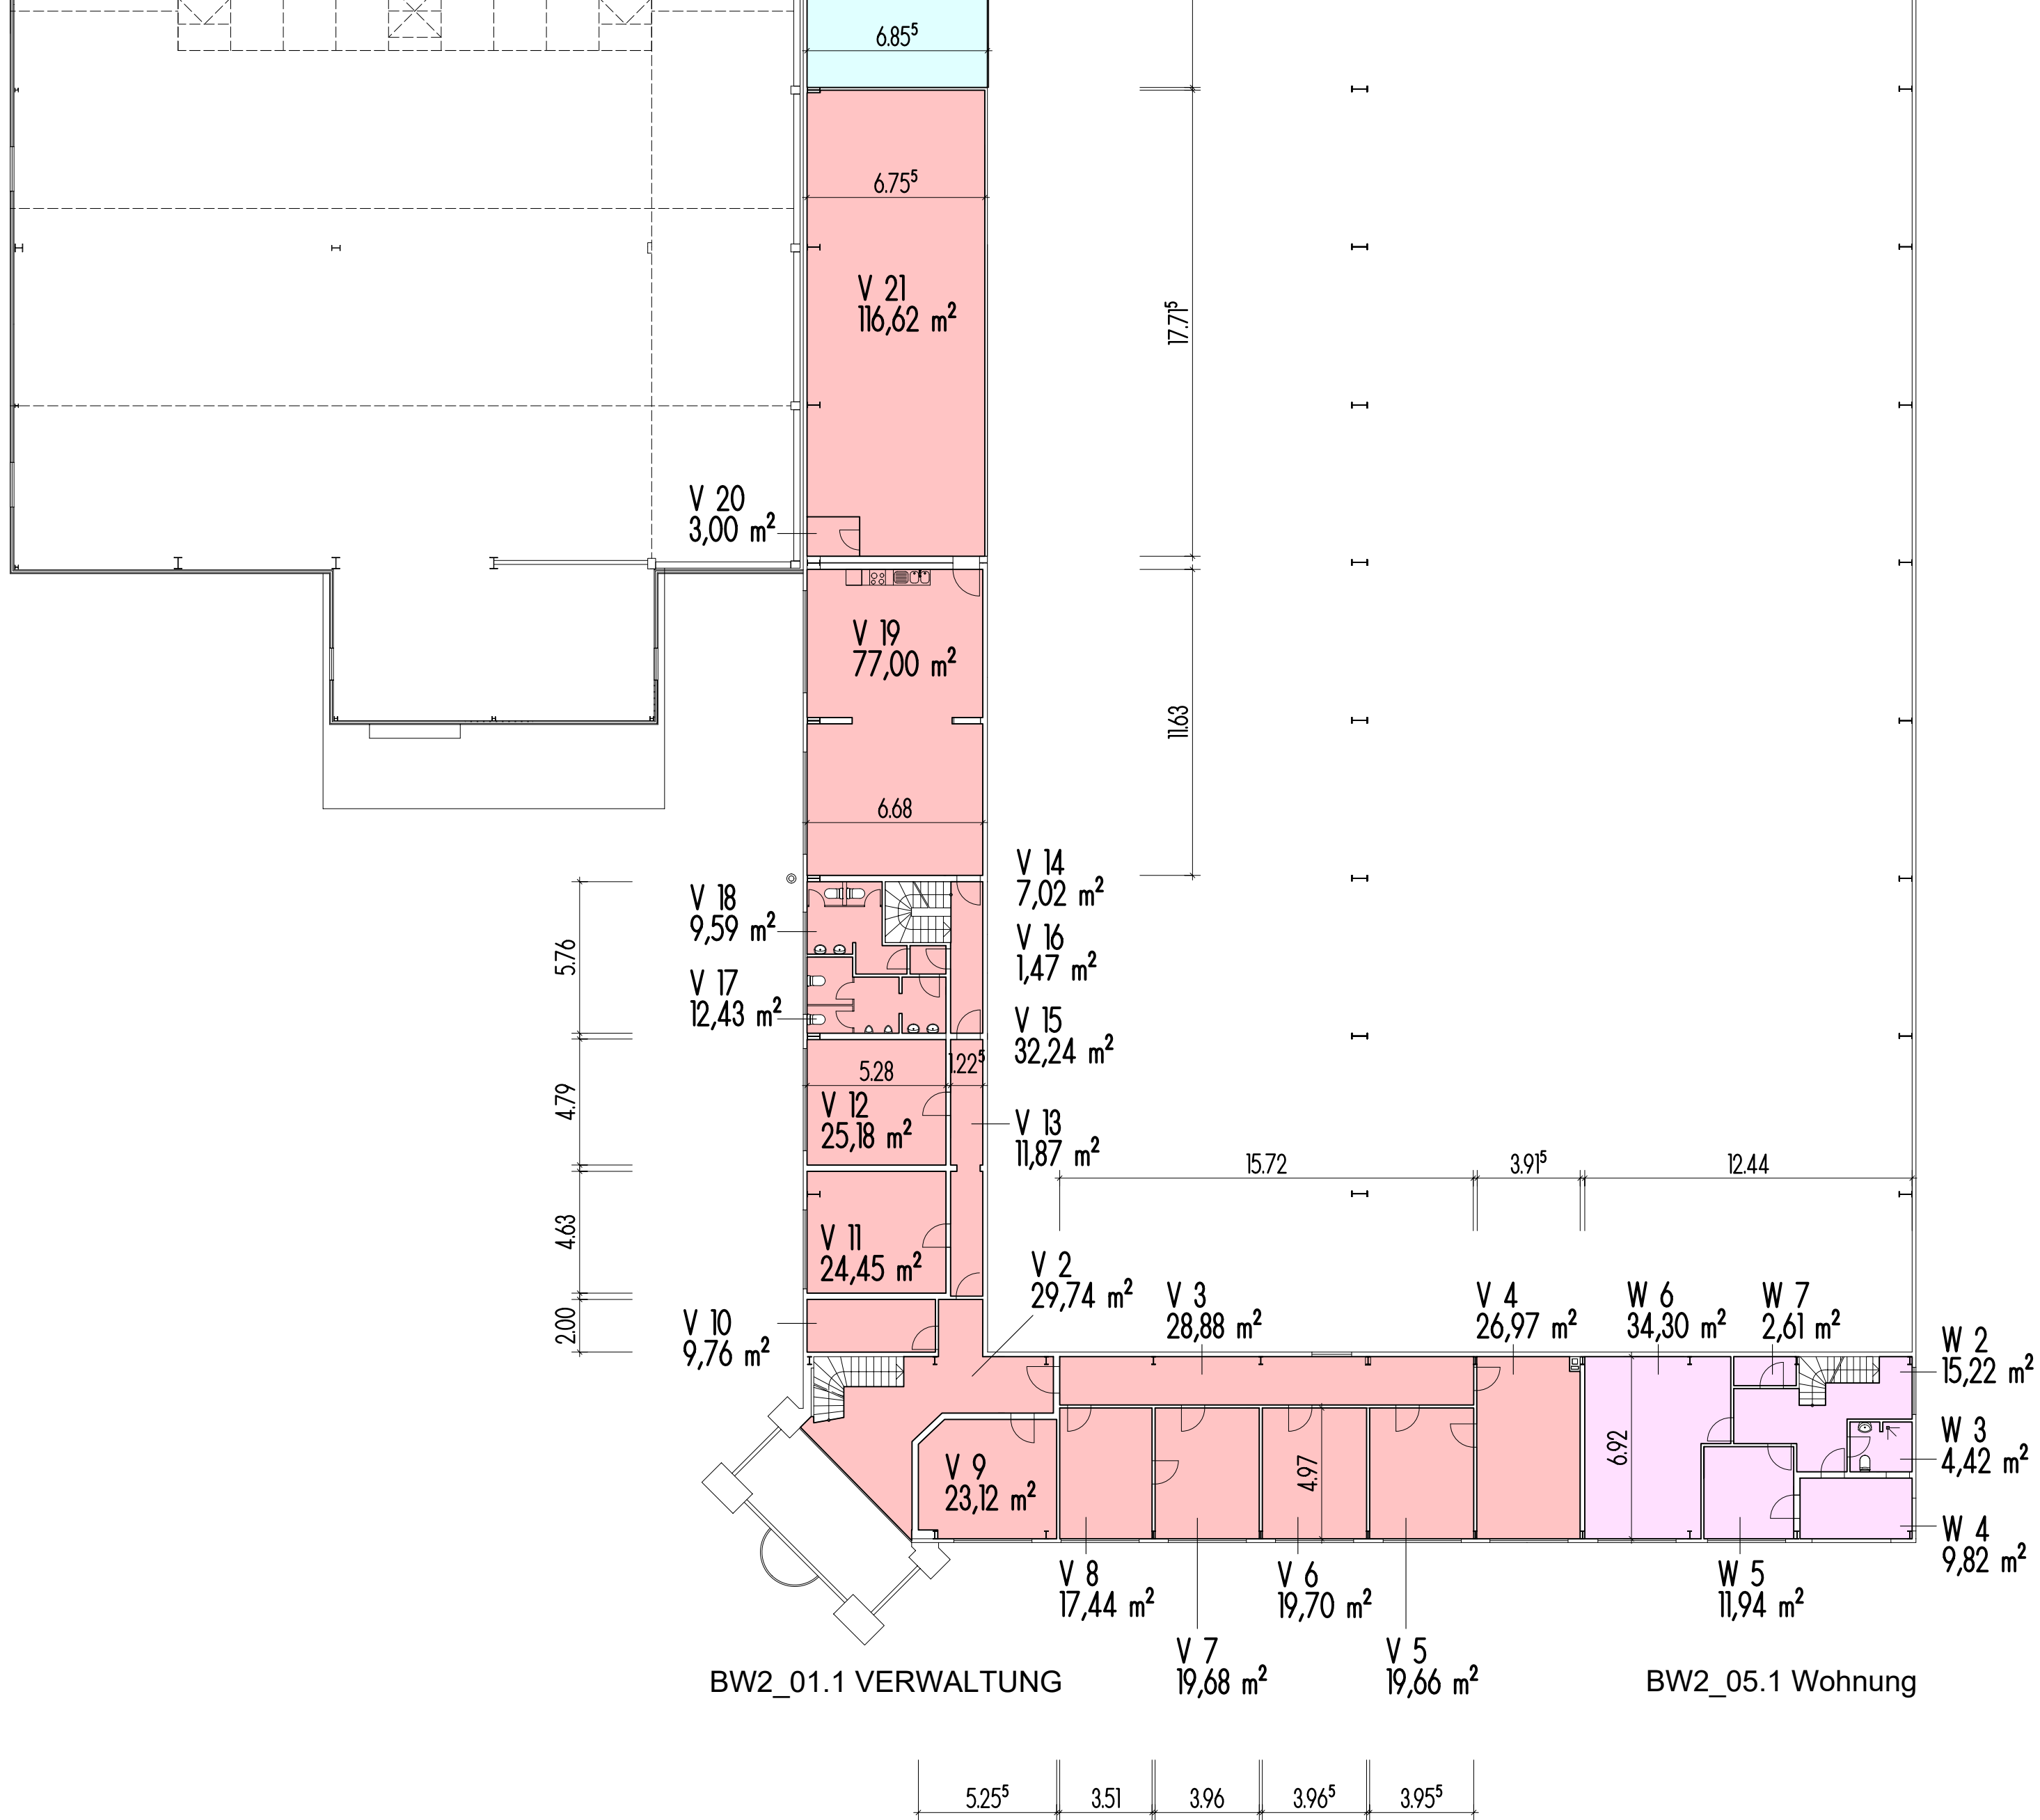 6.85⁵
6.75⁵
V 21
116,62 m²
17.71⁵
V 20
3,00 m²
V 19
77,00 m²
11.63
6.68
V 14
7,02 m²
V 18
9,59 m²
V 16
1,47 m²
5.76
V 17
12,43 m²
V 15
32,24 m²
5.28
1.22⁵
4.79
V 12
25,18 m²
V 13
11,87 m²
15.72
3.91⁵
12.44
4.63
V 11
24,45 m²
V 2
29,74 m²
V 3
28,88 m²
V 4
26,97 m²
W 6
34,30 m²
W 7
2,61 m²
2.00
V 10
9,76 m²
W 2
15,22 m²
W 3
4,42 m²
6.92
4.97
V 9
23,12 m²
W 4
9,82 m²
V 8
17,44 m²
V 6
19,70 m²
W 5
11,94 m²
V 7
19,68 m²
V 5
19,66 m²
BW2_01.1 VERWALTUNG
BW2_05.1 Wohnung
5.25⁵
3.51
3.96
3.96⁵
3.95⁵